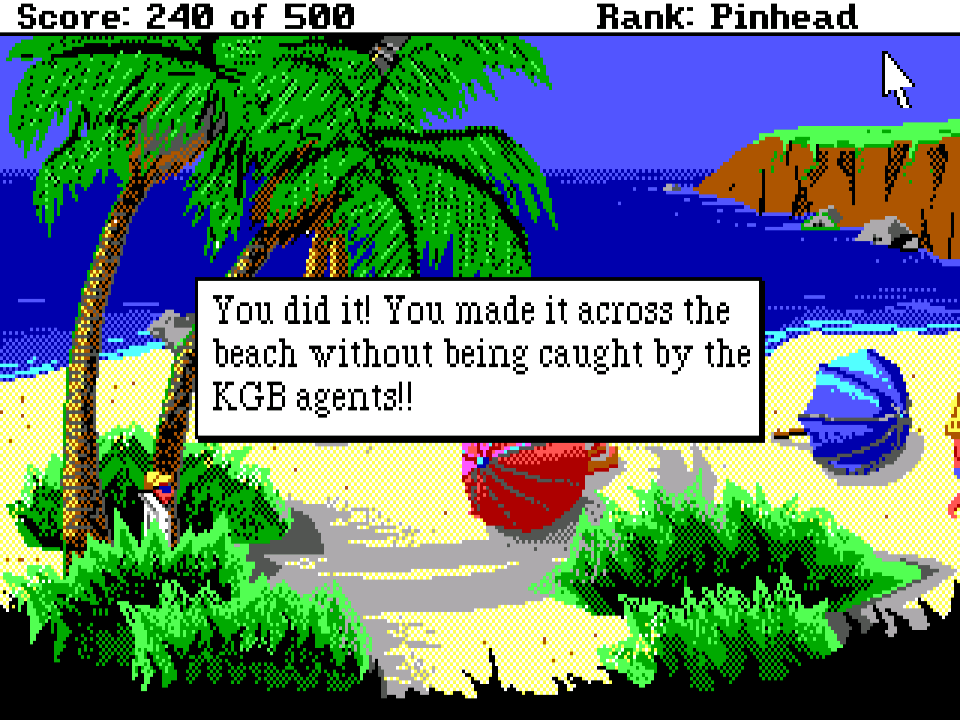 Score: 240 of 500 Rank: Pinhead
You did it! You made it across the
beach without being caught by the
KGB agents!!